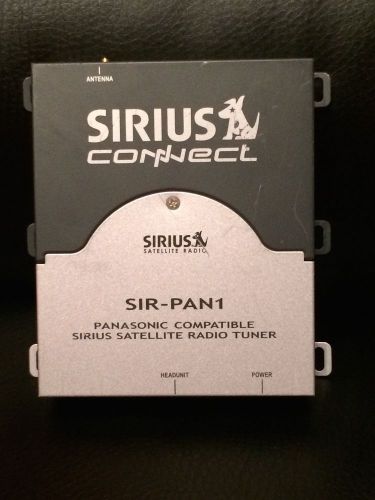 ANTENNA
SIRIUS
connect
SIRIUS
SATELLITE RADIO
SIR-PAN1
PANASONIC COMPATIBLE
SIRIUS SATELLITE RADIO TUNER
HEADUNIT POWER